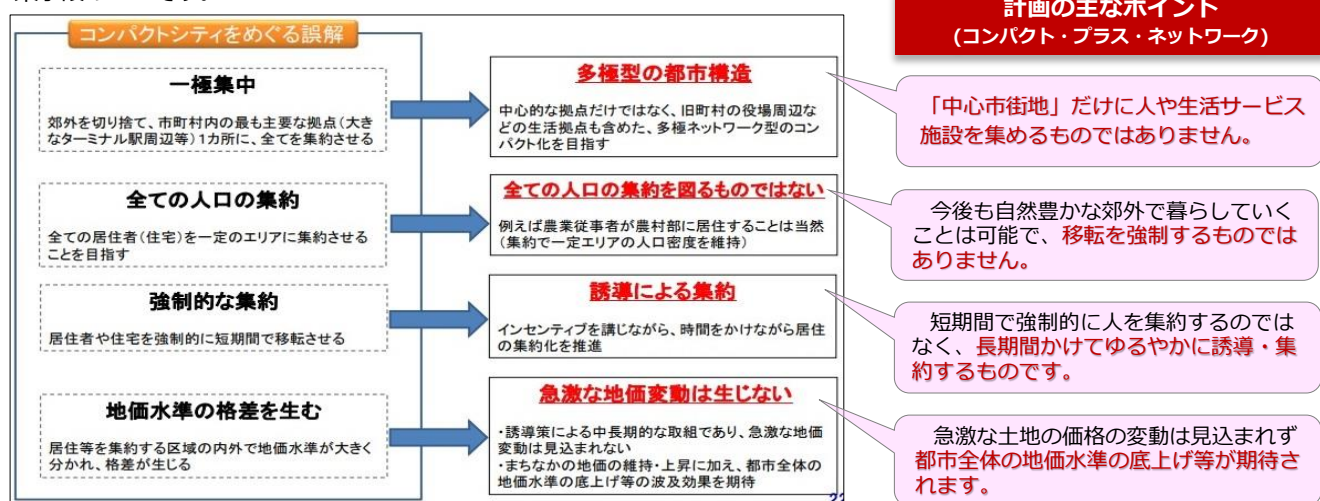 コンパクトシティをめぐる誤解
一極集中
郊外を切り捨て、市町村内の最も主要な拠点(大き
なターミナル駅周辺等)1カ所に、全てを集約させる
多極型の都市構造
中心的な拠点だけではなく、旧町村の役場周辺な
どの生活拠点も含めた、多極ネットワーク型のコン
パクト化を目指す
全ての人口の集約
全ての居住者(住宅)を一定のエリアに集約させる
ことを目指す
全ての人口の集約を図るものではない
例えば農業従事者が農村部に居住することは当然
(集約で一定エリアの人口密度を維持)
強制的な集約
居住者や住宅を強制的に短期間で移転させる
誘導による集約
インセンティブを講じながら、時間をかけながら居住
の集約化を推進
地価水準の格差を生む
居住等を集約する区域の内外で地価水準が大きく
分かれ、格差が生じる
急激な地価変動は生じない
・誘導策による中長期的な取組であり、急激な地価
変動は見込まれない
・まちなかの地価の維持・上昇に加え、都市全体の
地価水準の底上げ等の波及効果を期待
計画の主なポイント
(コンパクト・プラス・ネットワーク)
「中心市街地」だけに人や生活サービス
施設を集めるものではありません。
今後も自然豊かな郊外で暮らしていく
ことは可能で、移転を強制するものでは
ありません。
短期間で強制的に人を集約するのでは
なく、長期間かけてゆるやかに誘導・集
約するものです。
急激な土地の価格の変動は見込まれず
都市全体の地価水準の底上げ等が期待さ
れます。